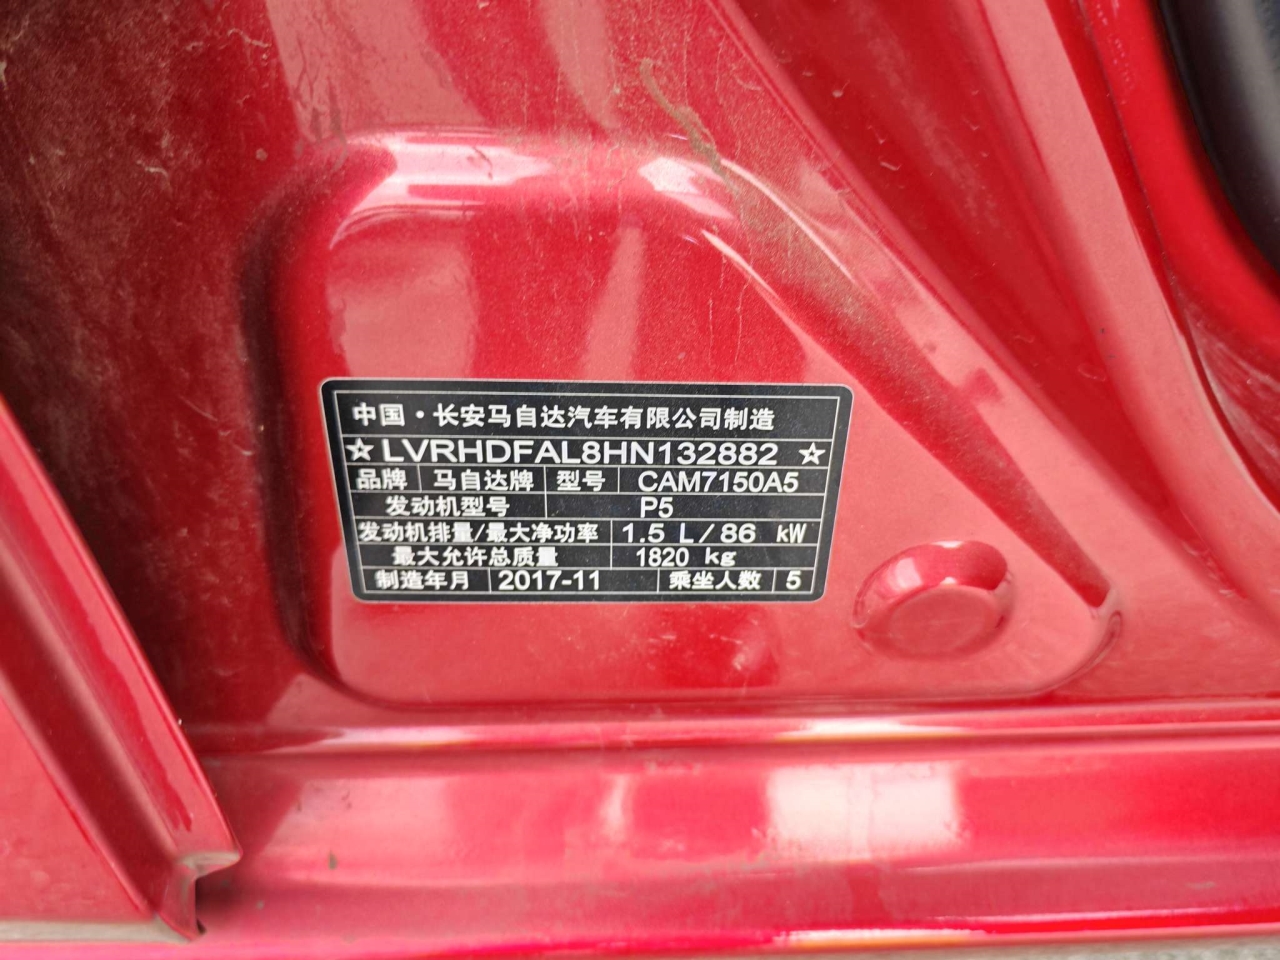 中国·长安马自达汽车有限公司制造
☆LVRHDFAL8HN132882☆
品牌 马自达牌 型号 CAM7150A5
发动机型号 P5
发动机排量/最大净功率 1.5 L/86 kW
最大允许总质量 1820 kg
制造年月 2017-11 乘坐人数 5